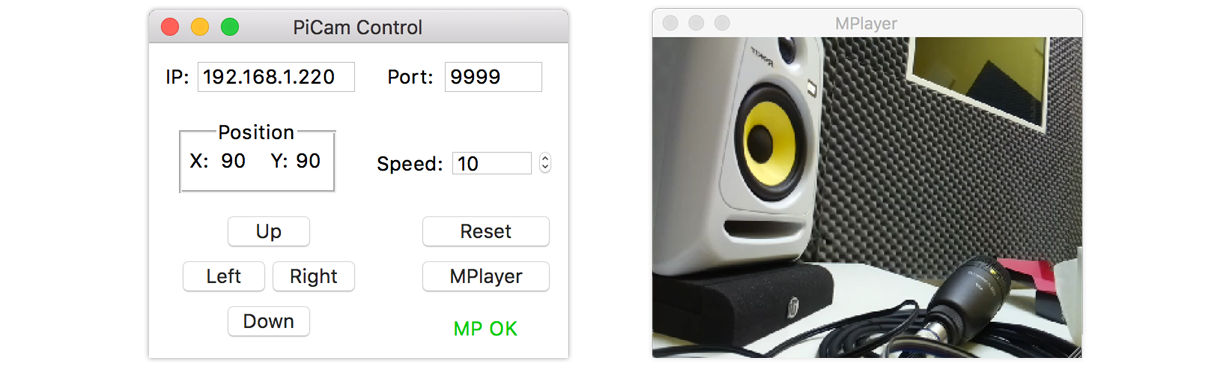 PiCam Control
IP: 192.168.1.220 Port: 9999
Position
X: 90 Y: 90
Speed: 10
Up
Reset
Left Right
MPlayer
Down
MP OK
MPlayer